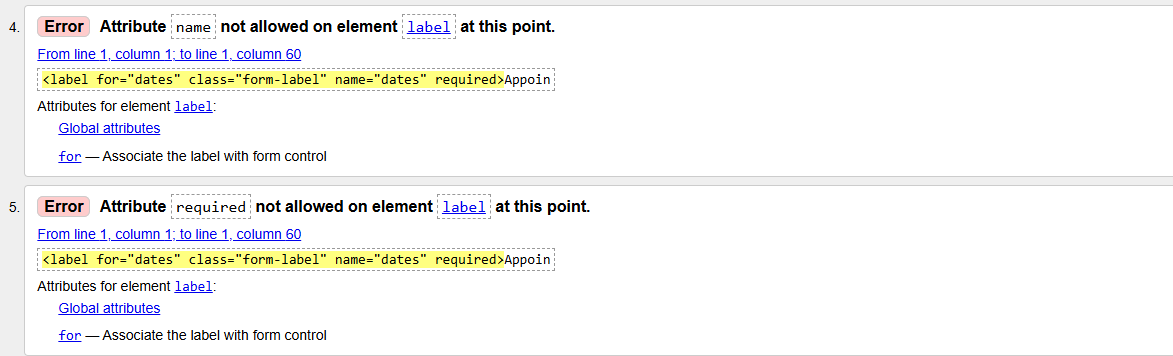 4. Error Attribute name not allowed on element label at this point.
From line 1, column 1; to line 1, column 60
<label for="dates" class="form-label" name="dates" required>Appoin
Attributes for element label:
Global attributes
for — Associate the label with form control
5. Error Attribute required not allowed on element label at this point.
From line 1, column 1; to line 1, column 60
<label for="dates" class="form-label" name="dates" required>Appoin
Attributes for element label:
Global attributes
for — Associate the label with form control